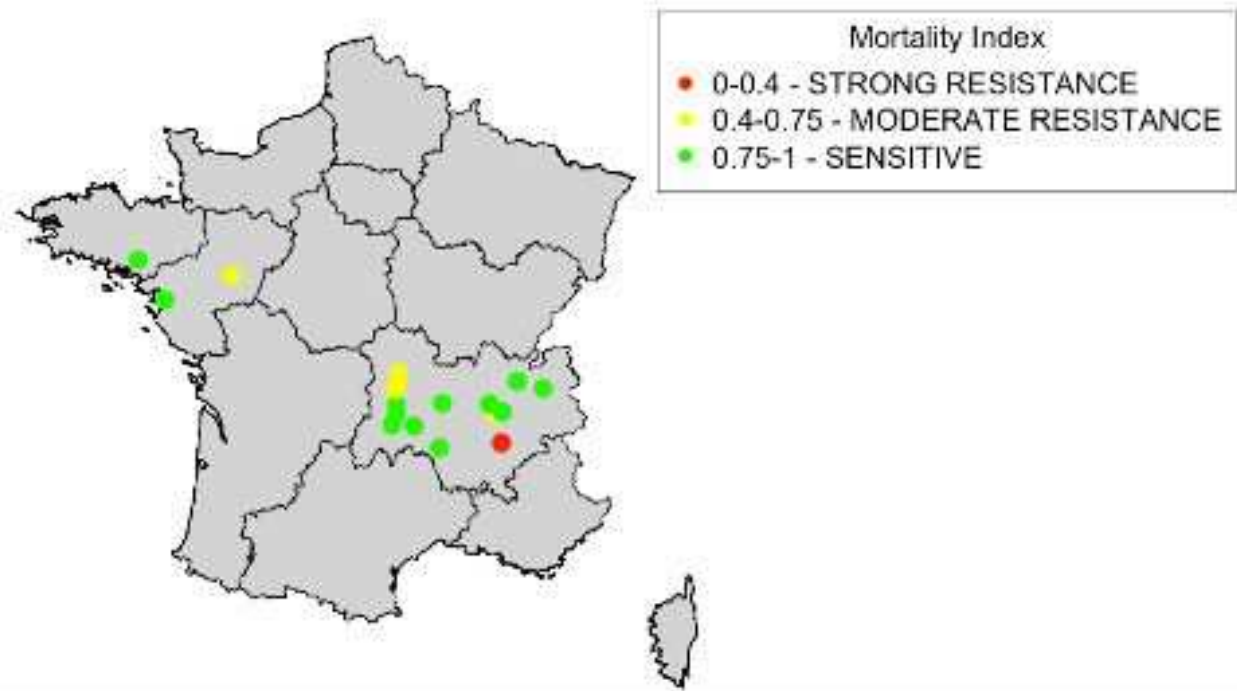 Mortality Index
0-0.4 - STRONG RESISTANCE
0.4-0.75 - MODERATE RESISTANCE
0.75-1 - SENSITIVE